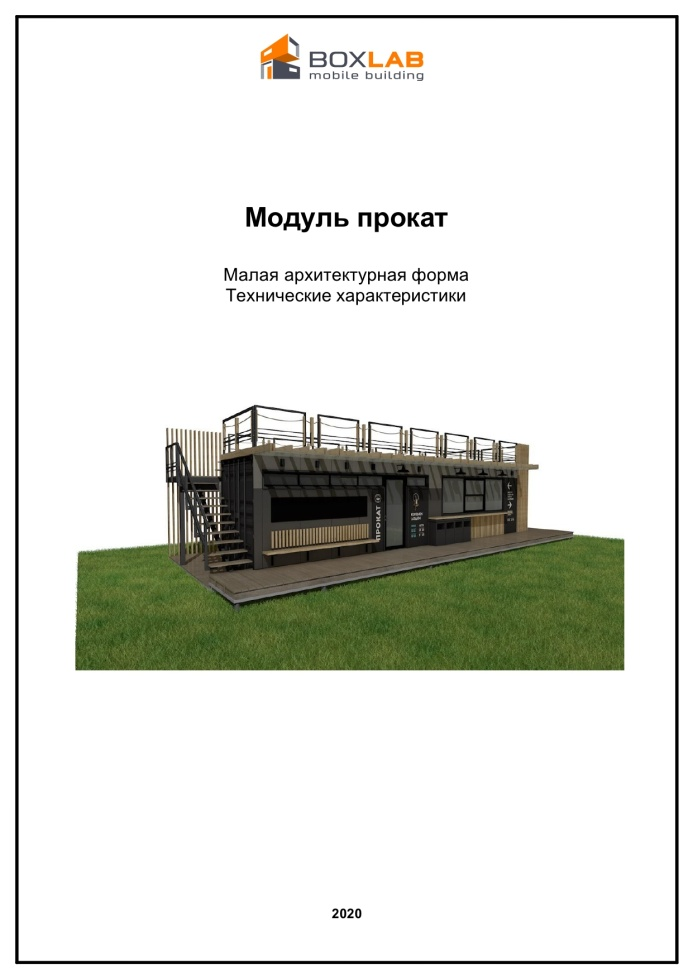 BOXLAB
mobile building
Модуль прокат
Малая архитектурная форма
Технические характеристики
ПРОКАТ
2020